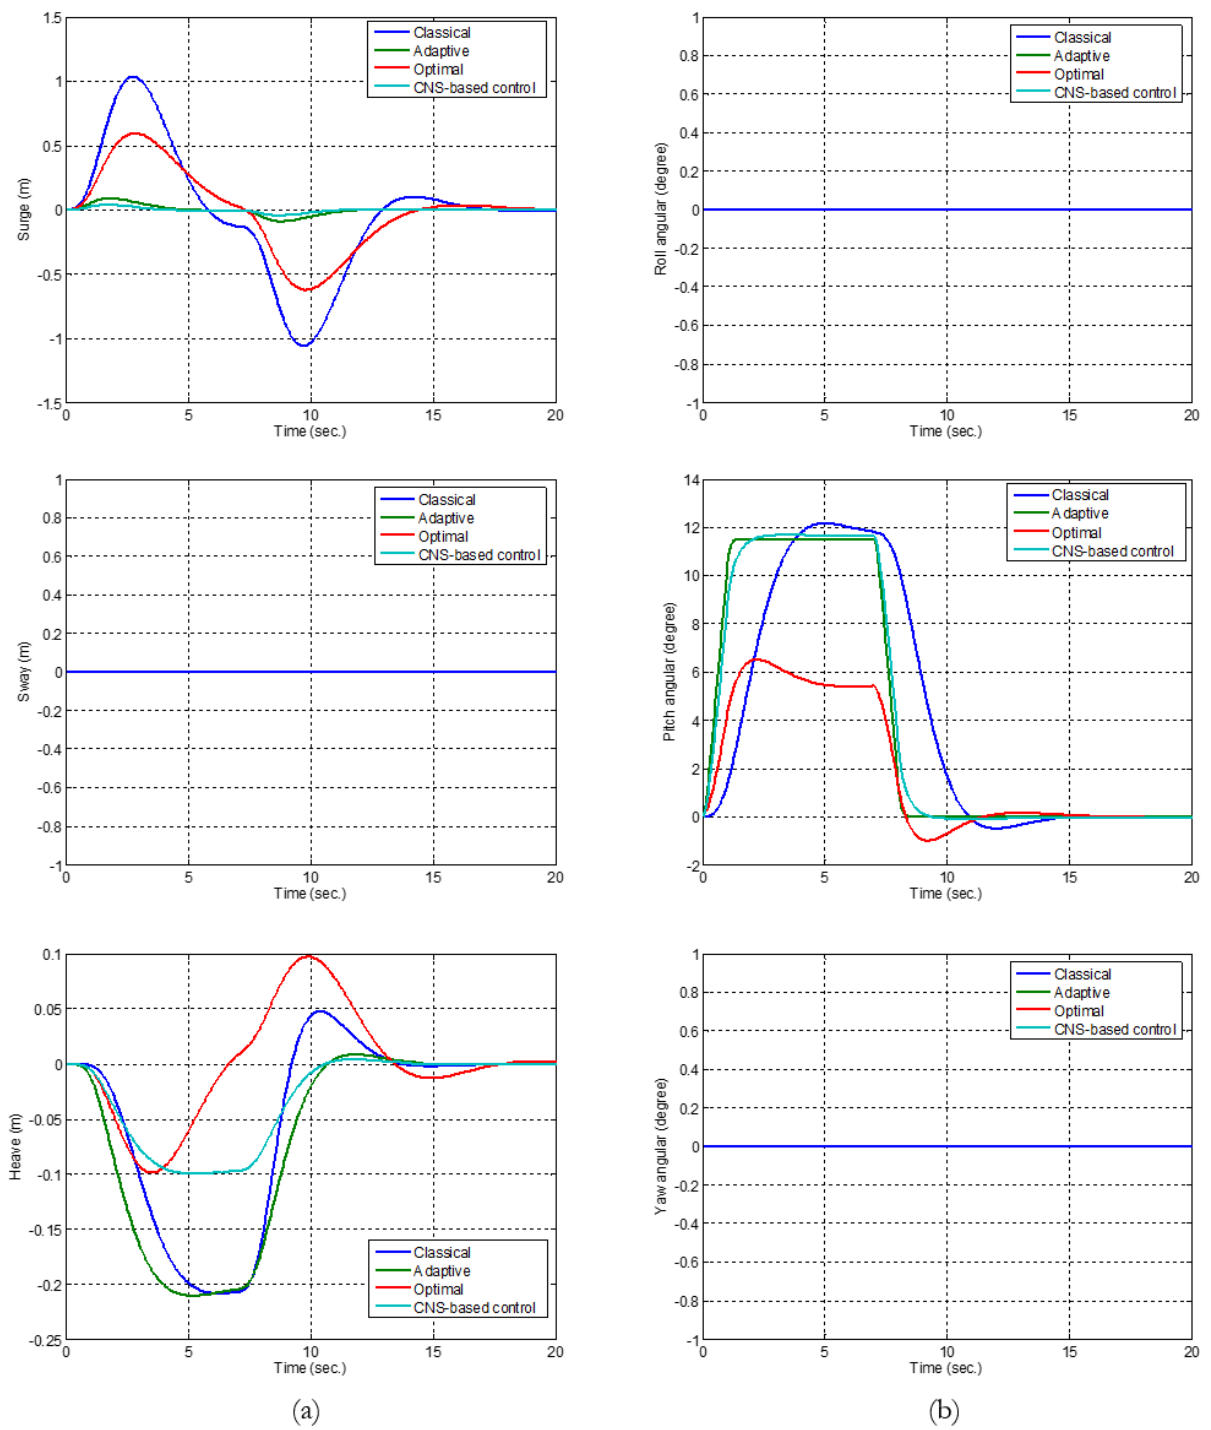 1.5
1
0.5
0
-0.5
-1
-1.5
Surge (m)
Classical
Adaptive
Optimal
CNS-based control
0 5 10 15 20
Time (sec.)
1
0.8
0.6
0.4
0.2
0
-0.2
-0.4
-0.6
-0.8
-1
Roll angular (degree)
Classical
Adaptive
Optimal
CNS-based control
0 5 10 15 20
Time (sec.)
1
0.8
0.6
0.4
0.2
0
-0.2
-0.4
-0.6
-0.8
-1
Sway (m)
Classical
Adaptive
Optimal
CNS-based control
0 5 10 15 20
Time (sec.)
14
12
10
8
6
4
2
0
-2
Pitch angular (degree)
Classical
Adaptive
Optimal
CNS-based control
0 5 10 15 20
Time (sec.)
0.1
0.05
0
-0.05
-0.1
-0.15
-0.2
-0.25
Heave (m)
Classical
Adaptive
Optimal
CNS-based control
0 5 10 15 20
Time (sec.)
1
0.8
0.6
0.4
0.2
0
-0.2
-0.4
-0.6
-0.8
-1
Yaw angular (degree)
Classical
Adaptive
Optimal
CNS-based control
0 5 10 15 20
Time (sec.)
(a)
(b)